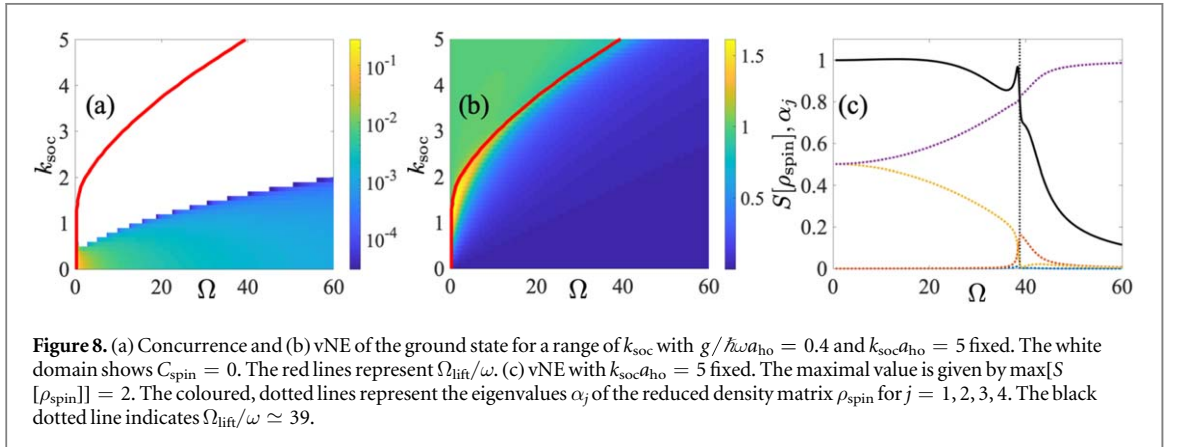 5
4
3
2
1
0
k_soc
(a)
0
20
40
60
Ω
10^-1
10^-2
10^-3
10^-4
5
4
3
2
1
0
k_soc
(b)
0
20
40
60
Ω
1.5
1
0.5
1
0.8
0.6
0.4
0.2
0
S[ρ_spin], α_j
(c)
0
20
40
60
Ω
Figure 8. (a) Concurrence and (b) vNE of the ground state for a range of k_soc with g/ℏωa_ho = 0.4 and k_soc a_ho = 5 fixed. The white
domain shows C_spin = 0. The red lines represent Ω_lift/ω. (c) vNE with k_soc a_ho = 5 fixed. The maximal value is given by max[S
[ρ_spin]] = 2. The coloured, dotted lines represent the eigenvalues α_j of the reduced density matrix ρ_spin for j = 1, 2, 3, 4. The black
dotted line indicates Ω_lift/ω ≃ 39.